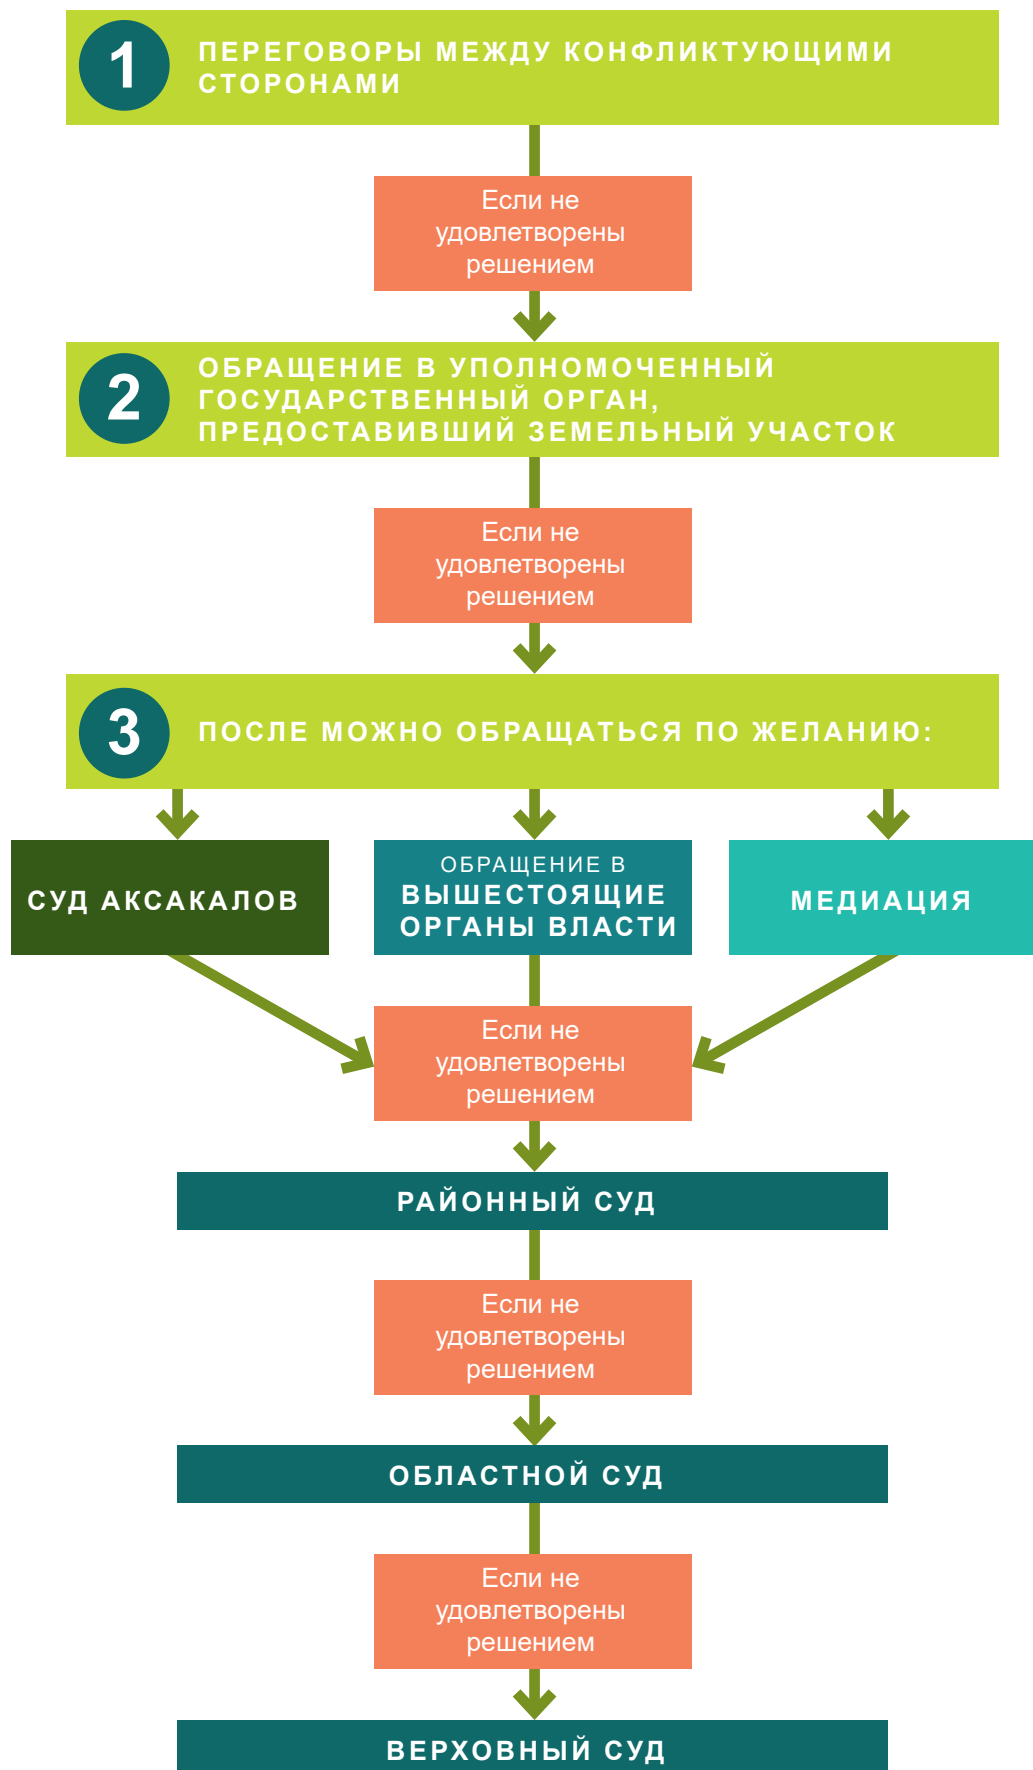 1
ПЕРЕГОВОРЫ МЕЖДУ КОНФЛИКТУЮЩИМИ
СТОРОНАМИ
Если не
удовлетворены
решением
2
ОБРАЩЕНИЕ В УПОЛНОМОЧЕННЫЙ
ГОСУДАРСТВЕННЫЙ ОРГАН,
ПРЕДОСТАВИВШИЙ ЗЕМЕЛЬНЫЙ УЧАСТОК
Если не
удовлетворены
решением
3
ПОСЛЕ МОЖНО ОБРАЩАТЬСЯ ПО ЖЕЛАНИЮ:
СУД АКСАКАЛОВ
ОБРАЩЕНИЕ В
ВЫШЕСТОЯЩИЕ
ОРГАНЫ ВЛАСТИ
МЕДИАЦИЯ
Если не
удовлетворены
решением
РАЙОННЫЙ СУД
Если не
удовлетворены
решением
ОБЛАСТНОЙ СУД
Если не
удовлетворены
решением
ВЕРХОВНЫЙ СУД